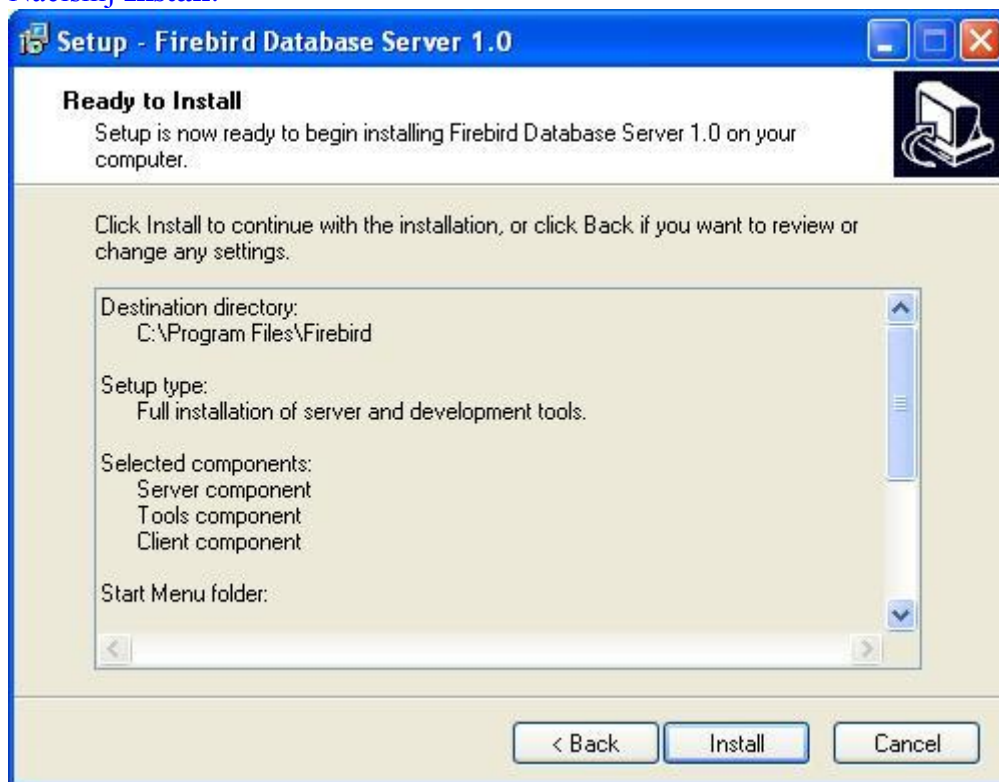 Setup - Firebird Database Server 1.0
Ready to Install
Setup is now ready to begin installing Firebird Database Server 1.0 on your
computer.
Click Install to continue with the installation, or click Back if you want to review or
change any settings.
Destination directory:
C:\Program Files\Firebird
Setup type:
Full installation of server and development tools.
Selected components:
Server component
Tools component
Client component
Start Menu folder:
< Back
Install
Cancel